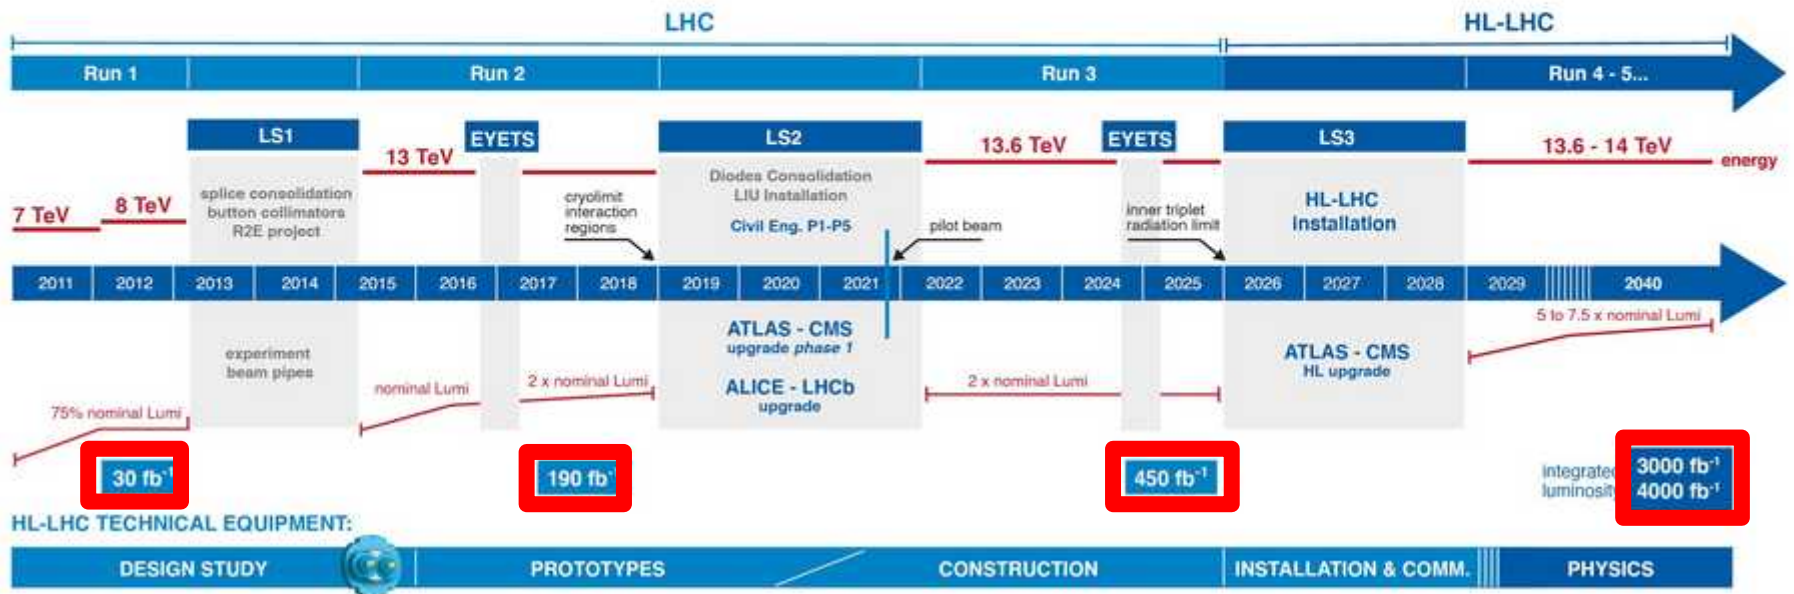 LHC
HL-LHC
Run 1
Run 2
Run 3
Run 4 - 5...
LS1
EYETS
LS2
EYETS
LS3
7 TeV
8 TeV
13 TeV
13.6 TeV
13.6 - 14 TeV
energy
splice consolidation
button collimators
R2E project
cryolimit
interaction
regions
Diodes Consolidation
LIU Installation
Civil Eng. P1-P5
pilot beam
inner triplet
radiation limit
HL-LHC
installation
2011 2012 2013 2014 2015 2016 2017 2018 2019 2020 2021 2022 2023 2024 2025 2026 2027 2028 2029 2040
5 to 7.5 x nominal Lumi
experiment
beam pipes
ATLAS - CMS
upgrade phase 1
ALICE - LHCb
upgrade
ATLAS - CMS
HL upgrade
75% nominal Lumi
nominal Lumi
2 x nominal Lumi
2 x nominal Lumi
30 fb⁻¹
190 fb⁻¹
450 fb⁻¹
integrated
luminosity
3000 fb⁻¹
4000 fb⁻¹
HL-LHC TECHNICAL EQUIPMENT:
DESIGN STUDY
PROTOTYPES
CONSTRUCTION
INSTALLATION & COMM.
PHYSICS